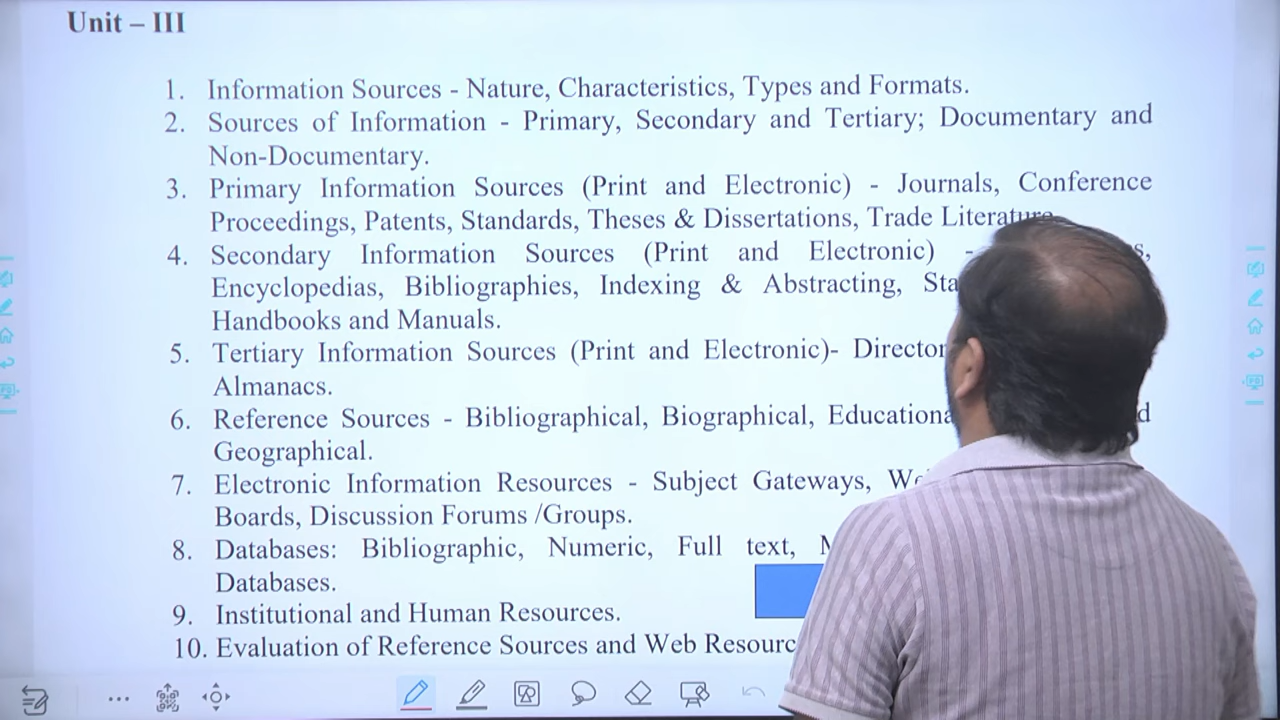 Unit – III
1. Information Sources - Nature, Characteristics, Types and Formats.
2. Sources of Information - Primary, Secondary and Tertiary; Documentary and
Non-Documentary.
3. Primary Information Sources (Print and Electronic) - Journals, Conference
Proceedings, Patents, Standards, Theses & Dissertations, Trade Literature
4. Secondary Information Sources (Print and Electronic) -
Encyclopedias, Bibliographies, Indexing & Abstracting,
Handbooks and Manuals.
5. Tertiary Information Sources (Print and Electronic)-
Almanacs.
6. Reference Sources - Bibliographical, Biographical,
Geographical.
7. Electronic Information Resources - Subject Gateways,
Boards, Discussion Forums /Groups.
8. Databases: Bibliographic, Numeric, Full text,
Databases.
9. Institutional and Human Resources.
10. Evaluation of Reference Sources and Web